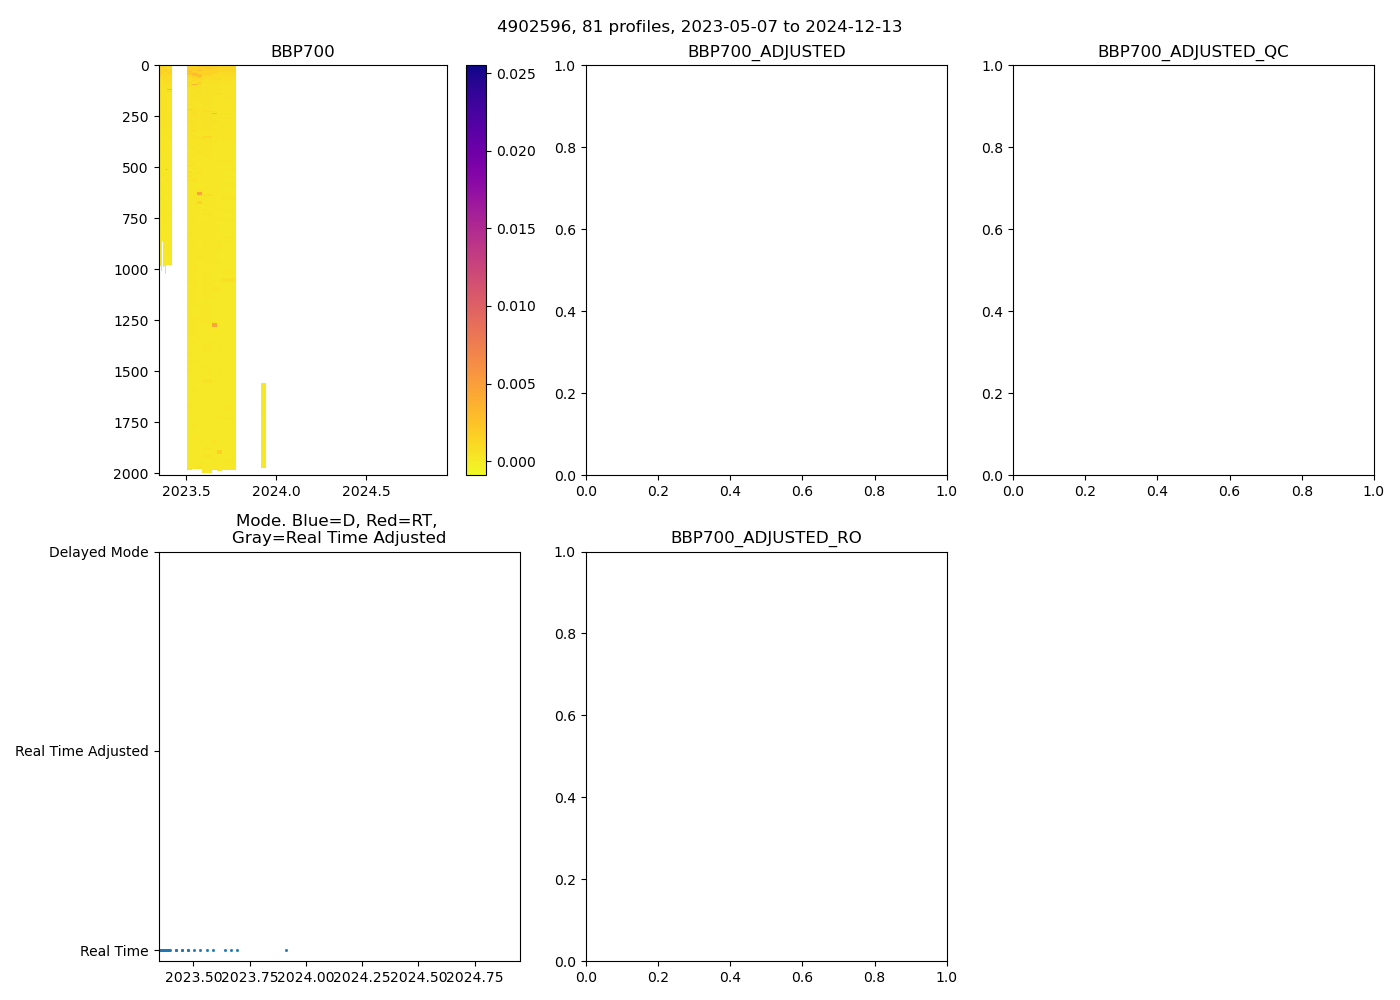 4902596, 81 profiles, 2023-05-07 to 2024-12-13
BBP700
0
250
500
750
1000
1250
1500
1750
2000
2023.5 2024.0 2024.5
0.025
0.020
0.015
0.010
0.005
0.000
BBP700_ADJUSTED
1.0
0.8
0.6
0.4
0.2
0.0
0.0 0.2 0.4 0.6 0.8 1.0
BBP700_ADJUSTED_QC
1.0
0.8
0.6
0.4
0.2
0.0
0.0 0.2 0.4 0.6 0.8 1.0
Mode. Blue=D, Red=RT,
Gray=Real Time Adjusted
Delayed Mode
Real Time Adjusted
Real Time
2023.50 2023.75 2024.00 2024.25 2024.50 2024.75
BBP700_ADJUSTED_RO
1.0
0.8
0.6
0.4
0.2
0.0
0.0 0.2 0.4 0.6 0.8 1.0